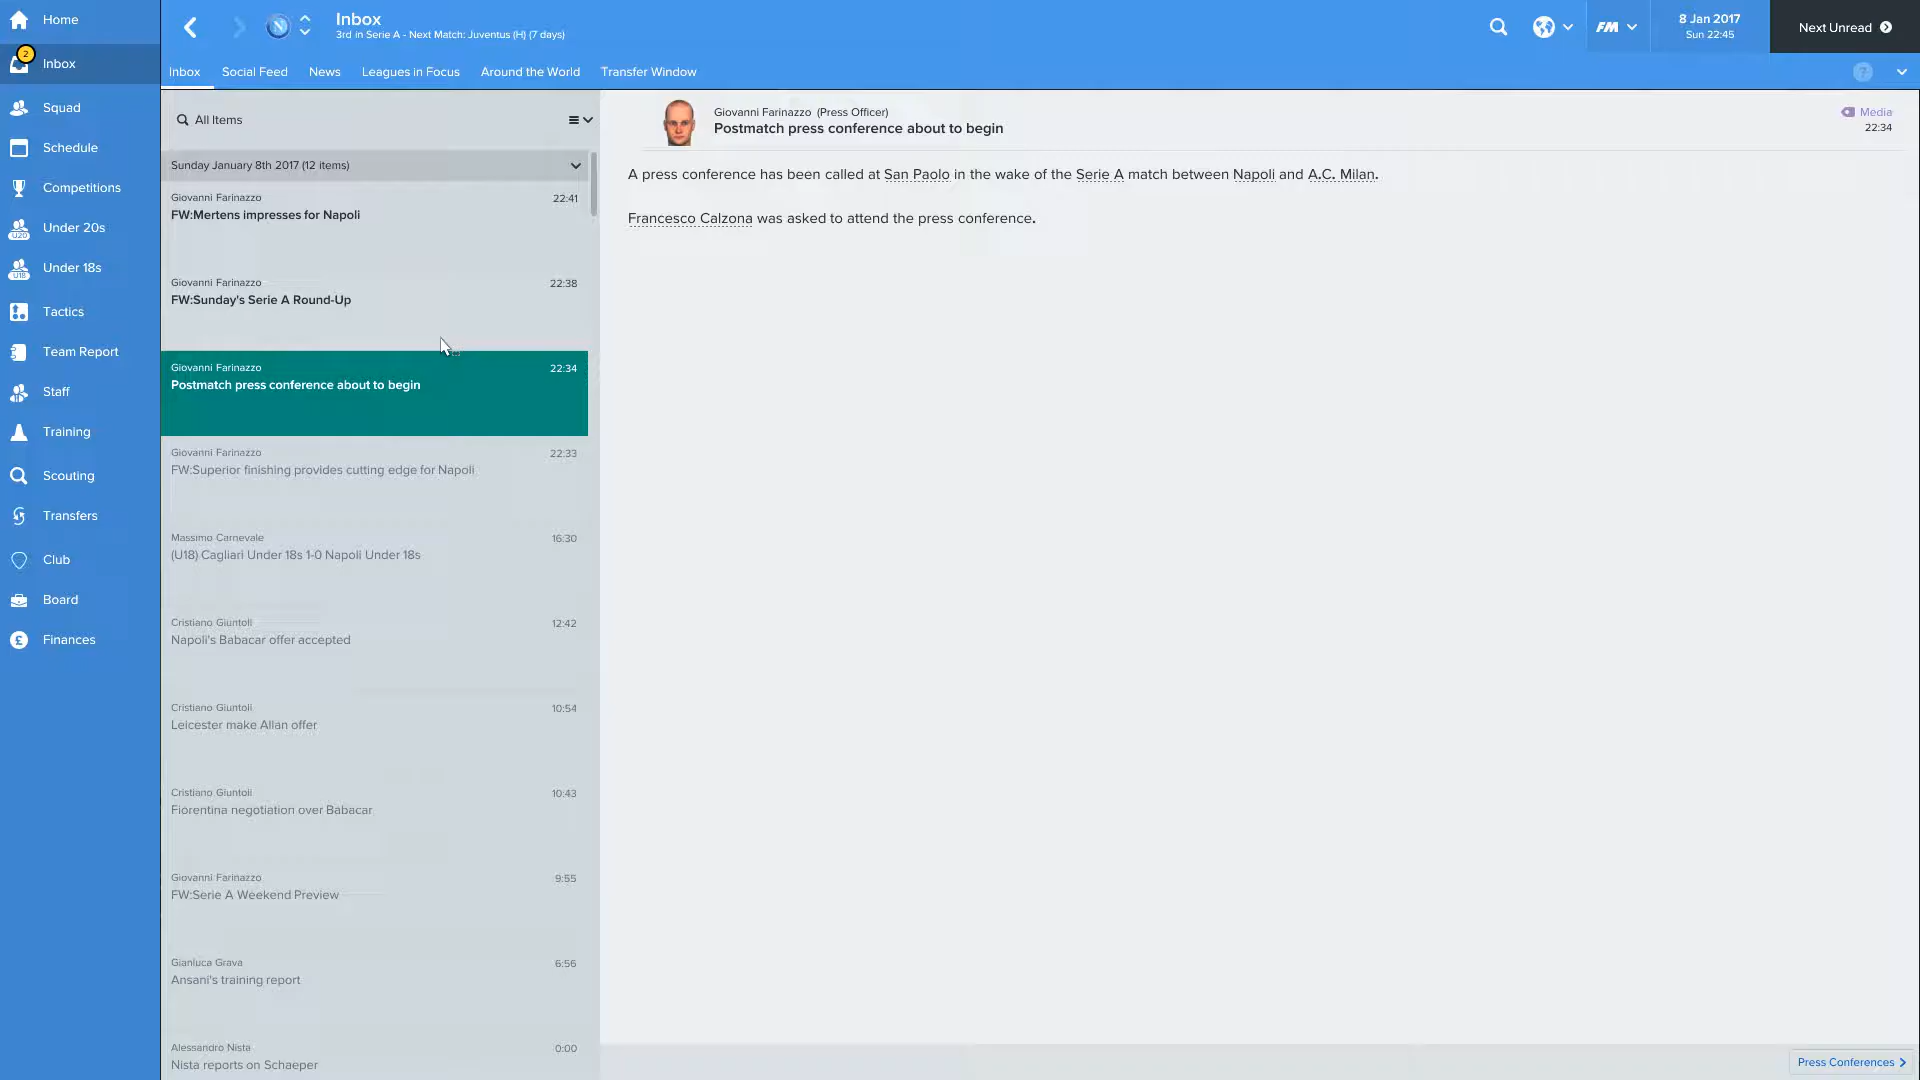 Home
2
Inbox
Squad
Schedule
Competitions
Under 20s
Under 18s
Tactics
Team Report
Staff
Training
Scouting
Transfers
Club
Board
Finances
Inbox
3rd in Serie A - Next Match: Juventus (H) (7 days)
FM
8 Jan 2017
Sun 22:45
Next Unread
Inbox
Social Feed
News
Leagues in Focus
Around the World
Transfer Window
?
All Items
Sunday January 8th 2017 (12 items)
Giovanni Farinazzo 22:41
FW:Mertens impresses for Napoli
Giovanni Farinazzo 22:38
FW:Sunday's Serie A Round-Up
Giovanni Farinazzo 22:34
Postmatch press conference about to begin
Giovanni Farinazzo 22:33
FW:Superior finishing provides cutting edge for Napoli
Massimo Carnevale 16:30
(U18) Cagliari Under 18s 1-0 Napoli Under 18s
Cristiano Giuntoli 12:42
Napoli's Babacar offer accepted
Cristiano Giuntoli 10:54
Leicester make Allan offer
Cristiano Giuntoli 10:43
Fiorentina negotiation over Babacar
Giovanni Farinazzo 9:55
FW:Serie A Weekend Preview
Gianluca Grava 6:56
Ansani's training report
Alessandro Nista 0:00
Nista reports on Schaeper
Giovanni Farinazzo (Press Officer)
Postmatch press conference about to begin
Media
22:34
A press conference has been called at San Paolo in the wake of the Serie A match between Napoli and A.C. Milan.
Francesco Calzona was asked to attend the press conference.
Press Conferences